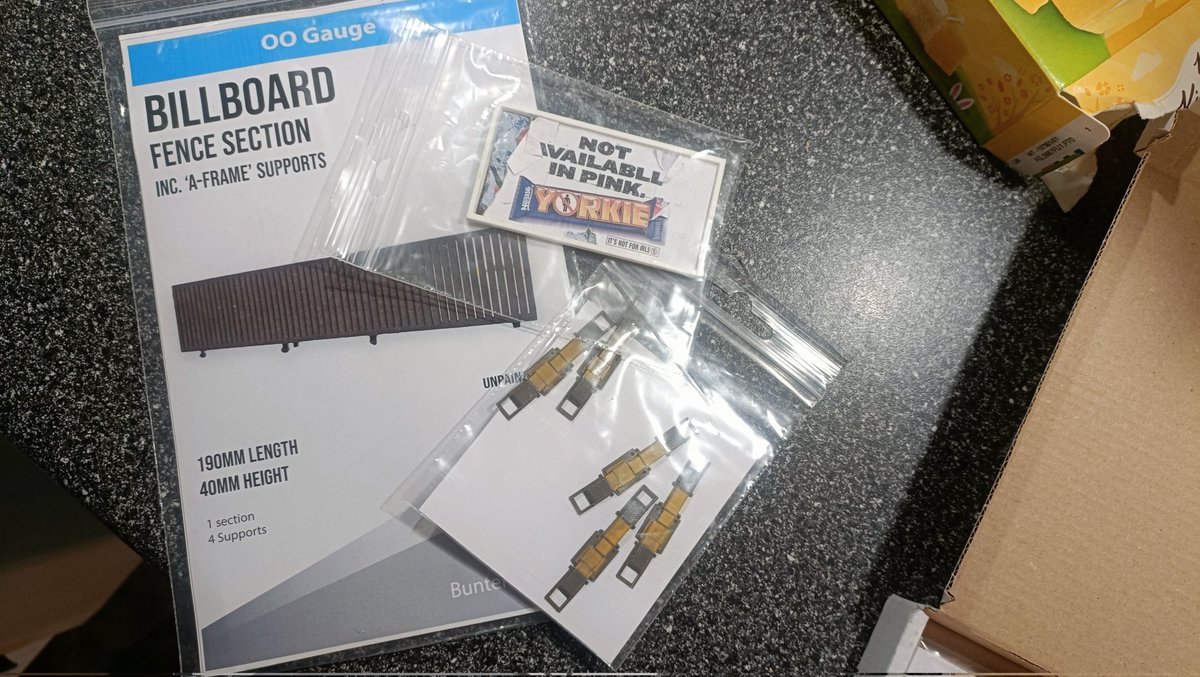 OO Gauge
BILLBOARD
FENCE SECTION
INC. 'A-FRAME' SUPPORTS
NOT
AVAILABLE
IN PINK.
Nestlé
YORKIE
IT'S NOT FOR GIRLS
190MM LENGTH
40MM HEIGHT
1 section
4 Supports